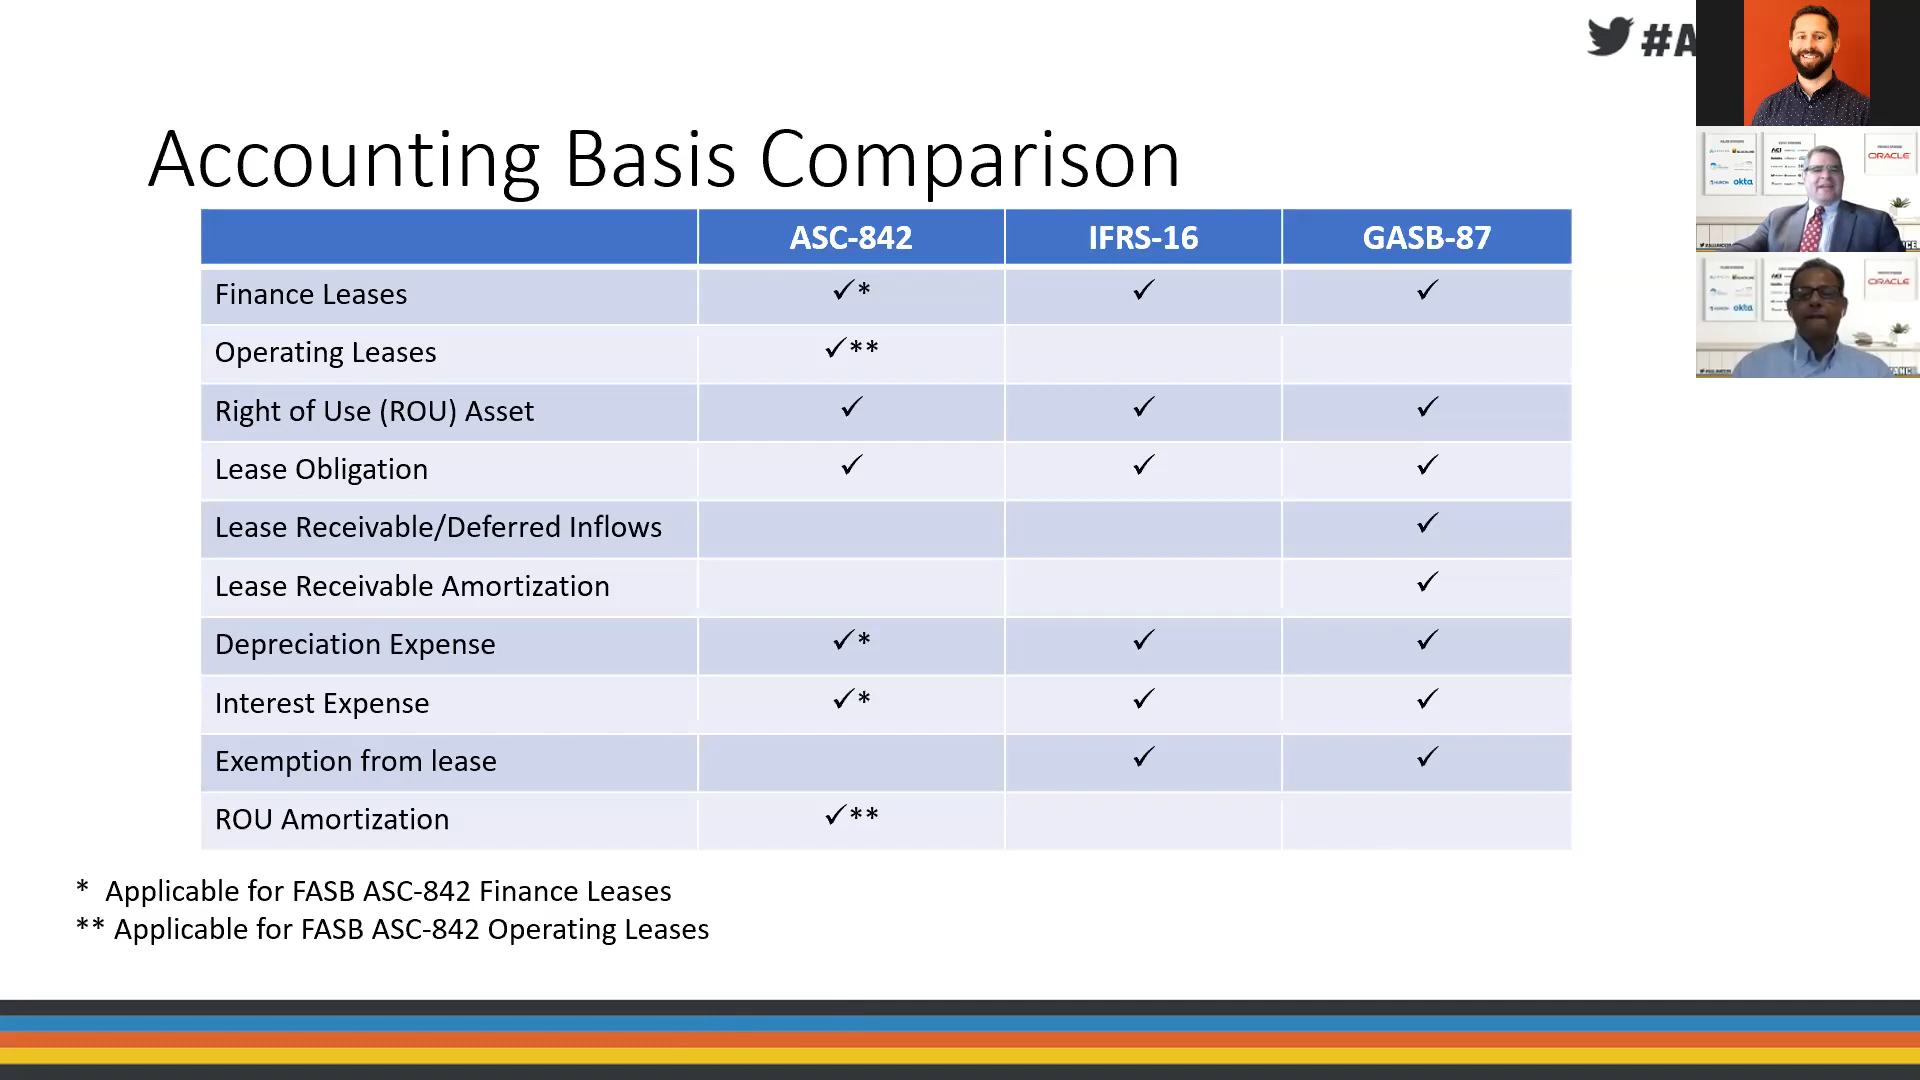 #A
Accounting Basis Comparison
ASC-842 IFRS-16 GASB-87
Finance Leases ✓* ✓ ✓
Operating Leases ✓**
Right of Use (ROU) Asset ✓ ✓ ✓
Lease Obligation ✓ ✓ ✓
Lease Receivable/Deferred Inflows ✓
Lease Receivable Amortization ✓
Depreciation Expense ✓* ✓ ✓
Interest Expense ✓* ✓ ✓
Exemption from lease ✓ ✓
ROU Amortization ✓**
* Applicable for FASB ASC-842 Finance Leases
** Applicable for FASB ASC-842 Operating Leases
ORACLE
okta
ORACLE
okta